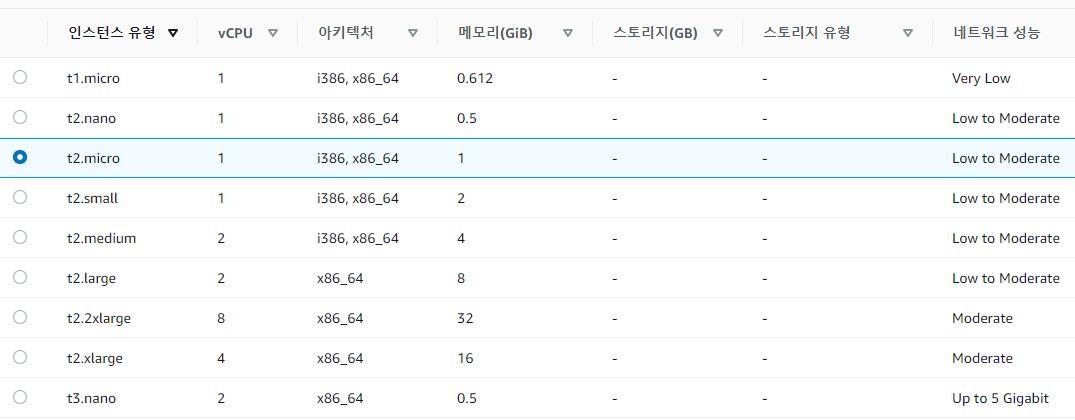 인스턴스 유형 vCPU 아키텍처 메모리(GiB) 스토리지(GB) 스토리지 유형 네트워크 성능
t1.micro 1 i386, x86_64 0.612 - - Very Low
t2.nano 1 i386, x86_64 0.5 - - Low to Moderate
t2.micro 1 i386, x86_64 1 - - Low to Moderate
t2.small 1 i386, x86_64 2 - - Low to Moderate
t2.medium 2 i386, x86_64 4 - - Low to Moderate
t2.large 2 x86_64 8 - - Low to Moderate
t2.2xlarge 8 x86_64 32 - - Moderate
t2.xlarge 4 x86_64 16 - - Moderate
t3.nano 2 x86_64 0.5 - - Up to 5 Gigabit